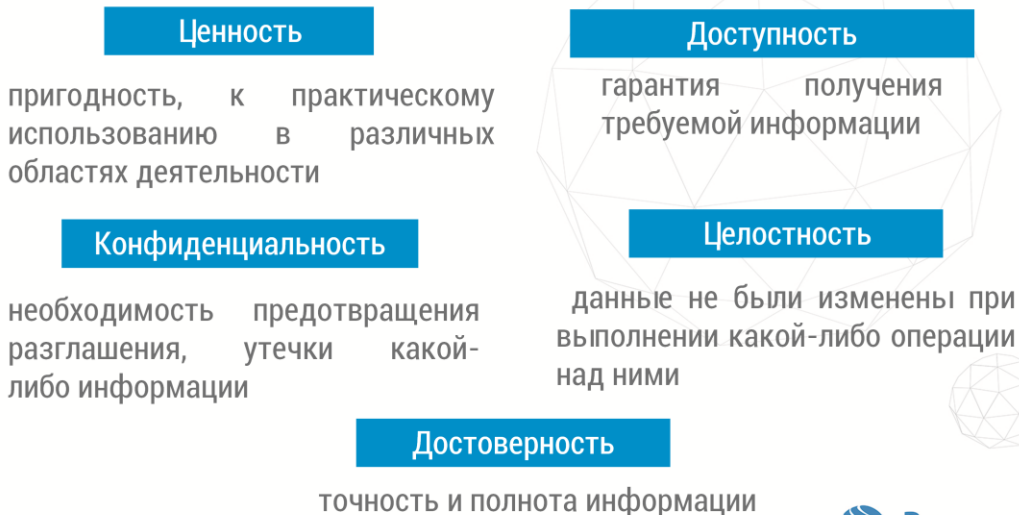 Ценность
пригодность, к практическому
использованию в различных
областях деятельности
Доступность
гарантия получения
требуемой информации
Конфиденциальность
необходимость предотвращения
разглашения, утечки какой-
либо информации
Целостность
данные не были изменены при
выполнении какой-либо операции
над ними
Достоверность
точность и полнота информации